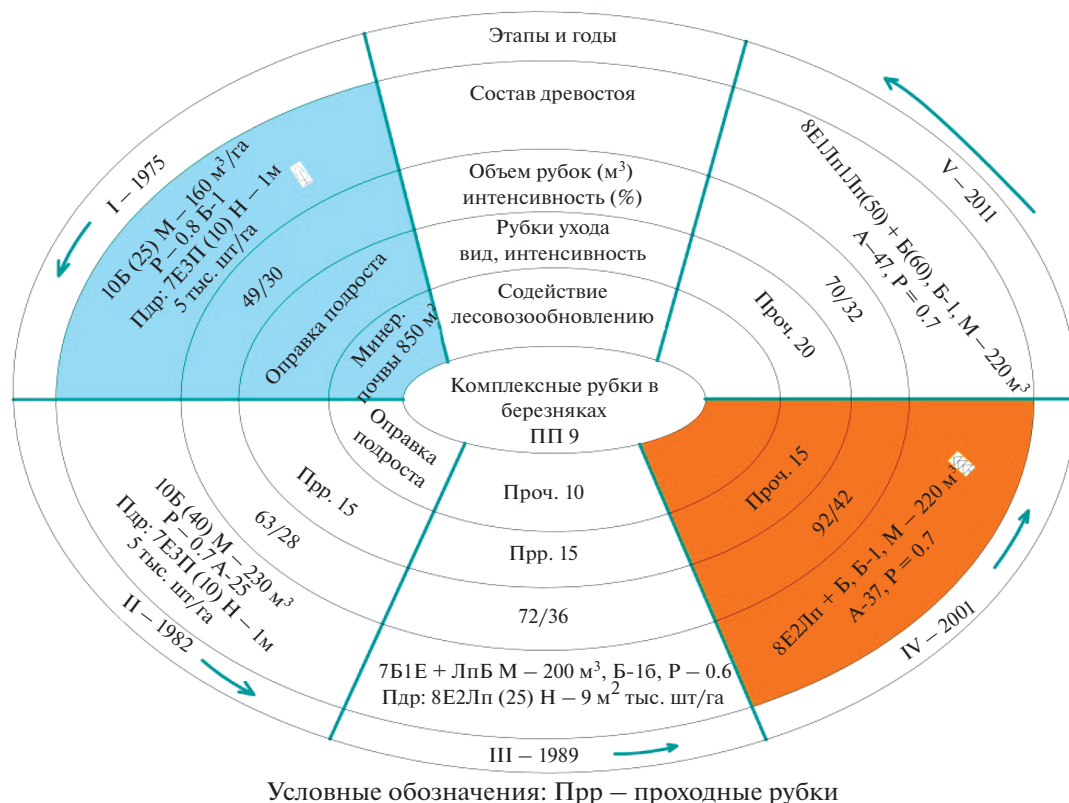 Этапы и годы
Состав древостоя
Объем рубок (м³)
интенсивность (%)
Рубки ухода
вид, интенсивность
Содействие
лесовозообновлению
Комплексные рубки в
березняках
ПП 9
I – 1975
10Б (25) М – 160 м³/га
Р – 0.8 Б-1
Пдр: 7Е3П (10) Н – 1м
5 тыс. шт/га
49/30
Оправка подроста
Минер.
почвы 850 м²
II – 1982
10Б (40) М – 230 м³
Р – 0.7 А-25
Пдр: 7Е3П (10) Н – 1м
5 тыс. шт/га
63/28
Прр. 15
Оправка
подроста
Проч. 10
Прр. 15
72/36
7Б1Е + ЛпБ М – 200 м³, Б-1б, Р – 0.6
Пдр: 8Е2Лп (25) Н – 9 м² тыс. шт/га
III – 1989
Проч. 15
92/42
8Е2Лп + Б, Б-1, М – 220 м³
А-37, Р = 0.7
IV – 2001
Проч. 20
70/32
8Е1Лп1Лп(50) + Б(60), Б-1, М – 220 м³
А–47, Р = 0.7
V – 2011
Условные обозначения: Прр – проходные рубки